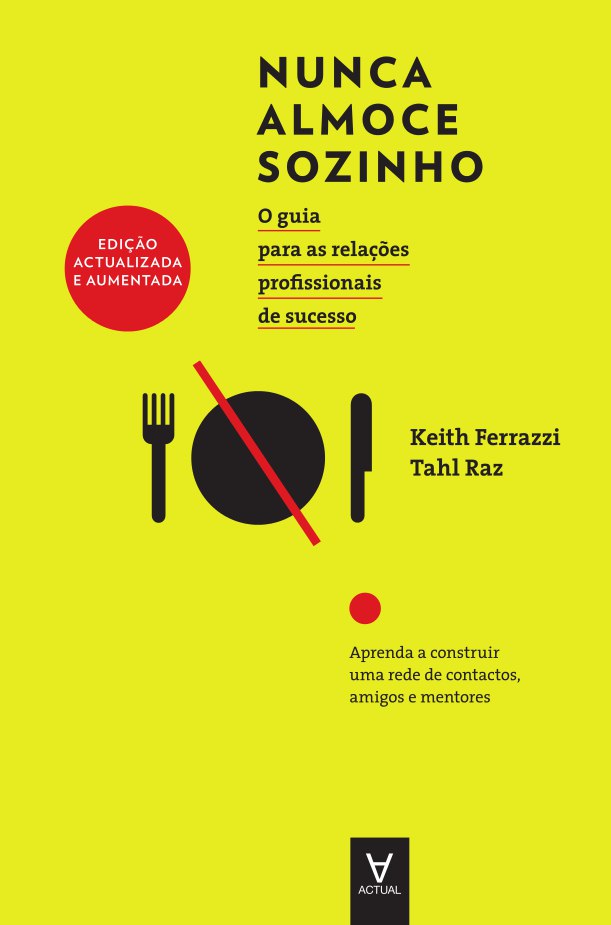 NUNCA
ALMOCE
SOZINHO
O guia
para as relações
profissionais
de sucesso
EDIÇÃO
ACTUALIZADA
E AUMENTADA
Keith Ferrazzi
Tahl Raz
Aprenda a construir
uma rede de contactos,
amigos e mentores
ACTUAL